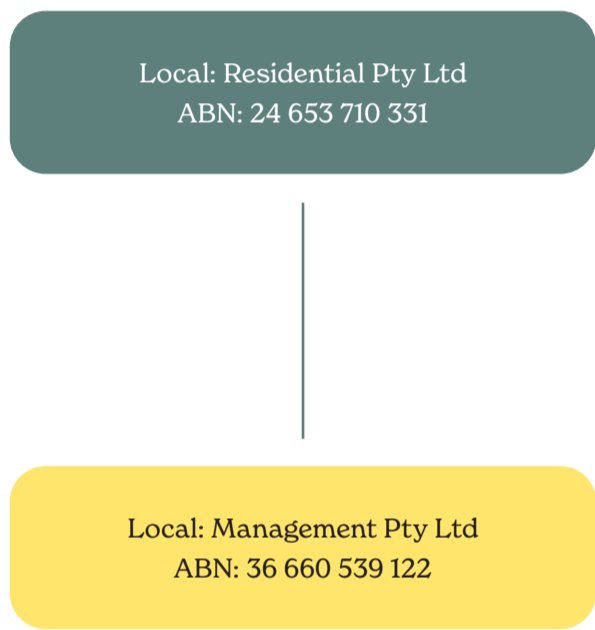 Local: Residential Pty Ltd
ABN: 24 653 710 331
Local: Management Pty Ltd
ABN: 36 660 539 122